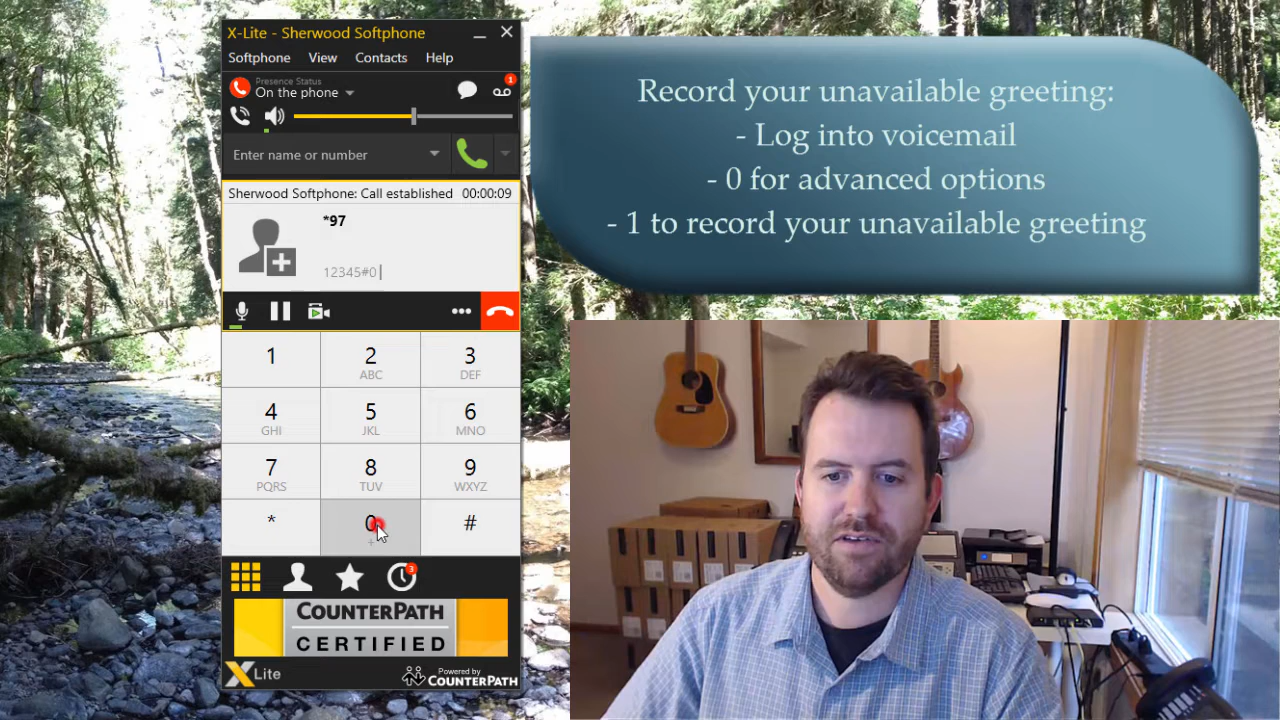 X-Lite - Sherwood Softphone
Softphone View Contacts Help
Presence Status
On the phone
1
Enter name or number
Sherwood Softphone: Call established 00:00:09
*97
12345#0
1 2 3
ABC DEF
4 5 6
GHI JKL MNO
7 8 9
PQRS TUV WXYZ
* 0 #
+
3
COUNTERPATH
CERTIFIED
XLite
Powered by
COUNTERPATH
Record your unavailable greeting:
- Log into voicemail
- 0 for advanced options
- 1 to record your unavailable greeting